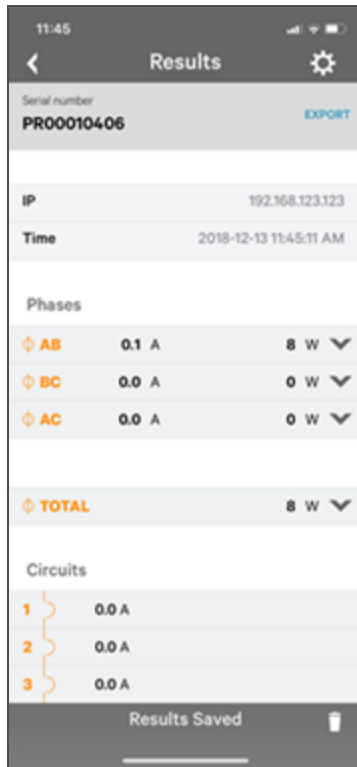 11:45
Results
Serial number
PR00010406
EXPORT
IP 192.168.123.123
Time 2018-12-13 11:45:11 AM
Phases
AB 0.1 A 8 W
BC 0.0 A 0 W
AC 0.0 A 0 W
TOTAL 8 W
Circuits
1 0.0 A
2 0.0 A
3 0.0 A
Results Saved